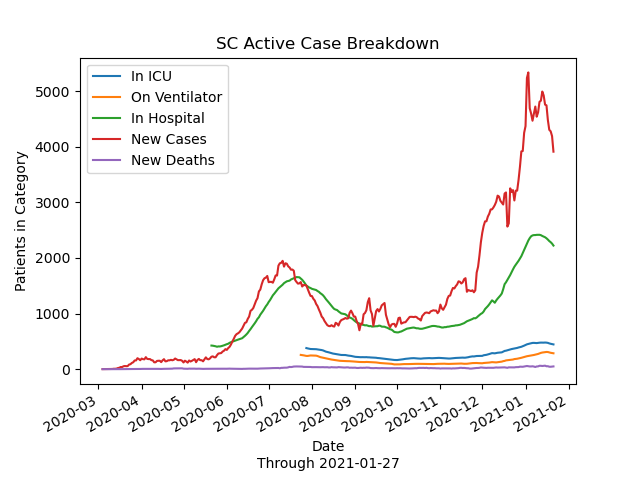 SC Active Case Breakdown
In ICU
On Ventilator
In Hospital
New Cases
New Deaths
Patients in Category
5000
4000
3000
2000
1000
0
2020-03
2020-04
2020-05
2020-06
2020-07
2020-08
2020-09
2020-10
2020-11
2020-12
2021-01
2021-02
Date
Through 2021-01-27